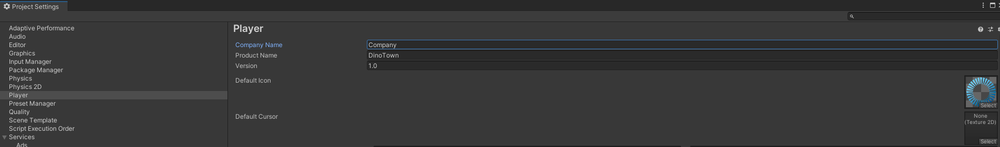 Project Settings
Adaptive Performance
Audio
Editor
Graphics
Input Manager
Package Manager
Physics
Physics 2D
Player
Preset Manager
Quality
Scene Template
Script Execution Order
Services
Ads
Player
Company Name Company
Product Name DinoTown
Version 1.0
Default Icon
Select
Default Cursor
None
(Texture 2D)
Select